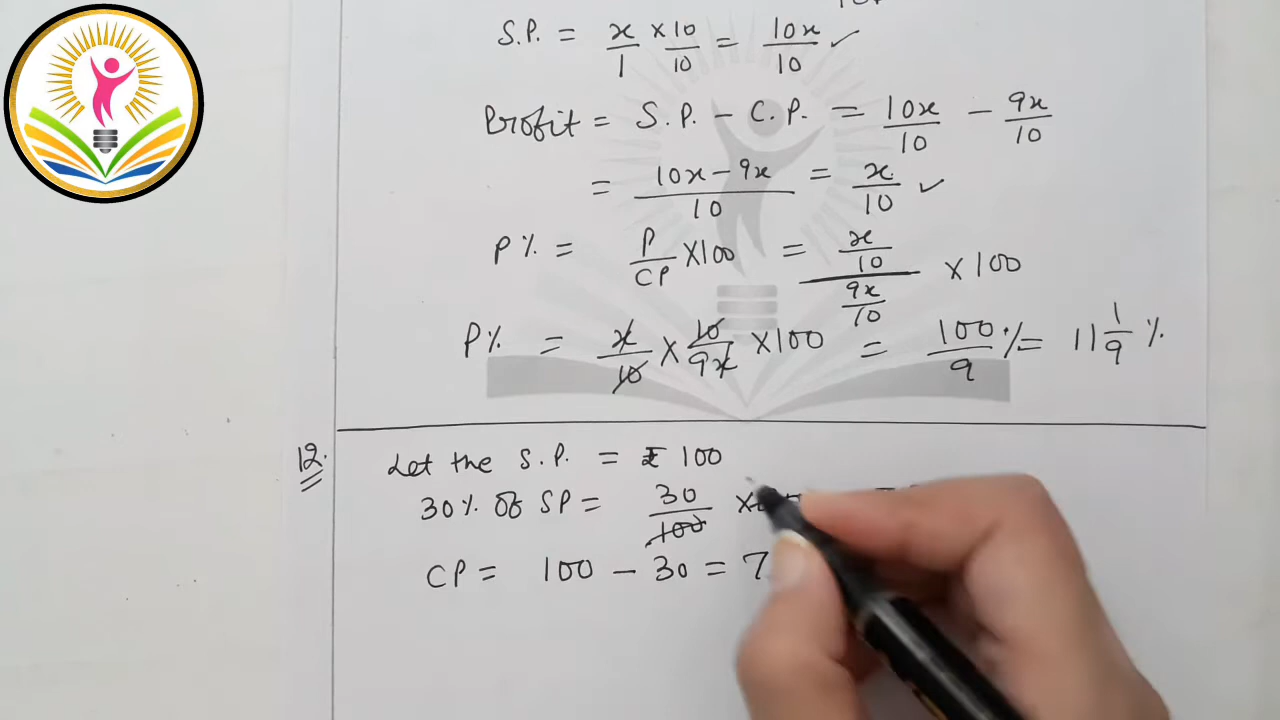 S.P. = x/1 × 10/10 = 10x/10 ✓
Profit = S.P. − C.P. = 10x/10 − 9x/10
= 10x − 9x/10 = x/10 ✓
P% = P/CP × 100 = x/10 / 9x/10 × 100
P% = x/10 × 10/9x × 100 = 100/9 % = 11 1/9 %
12. Let the S.P. = ₹ 100
30% of SP = 30/100 ×
CP = 100 − 30 = 7